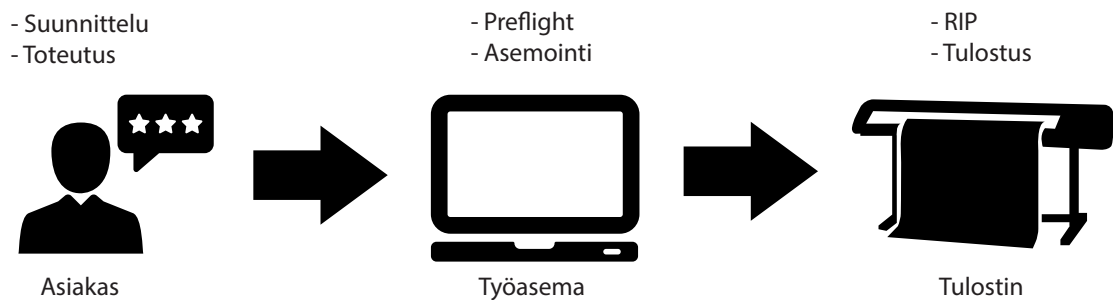 - Suunnittelu
- Toteutus
- Preflight
- Asemointi
- RIP
- Tulostus
Asiakas
Työasema
Tulostin